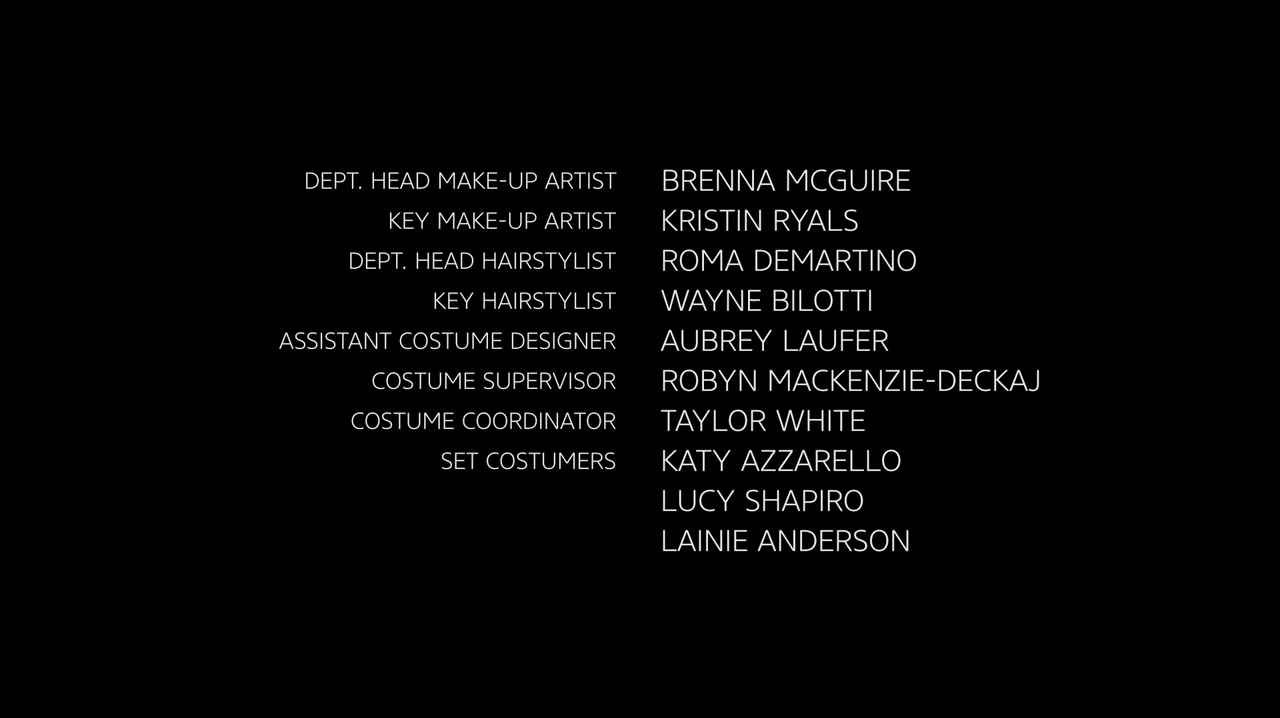 DEPT. HEAD MAKE-UP ARTIST BRENNA MCGUIRE
KEY MAKE-UP ARTIST KRISTIN RYALS
DEPT. HEAD HAIRSTYLIST ROMA DEMARTINO
KEY HAIRSTYLIST WAYNE BILOTTI
ASSISTANT COSTUME DESIGNER AUBREY LAUFER
COSTUME SUPERVISOR ROBYN MACKENZIE-DECKAJ
COSTUME COORDINATOR TAYLOR WHITE
SET COSTUMERS KATY AZZARELLO
LUCY SHAPIRO
LAINIE ANDERSON